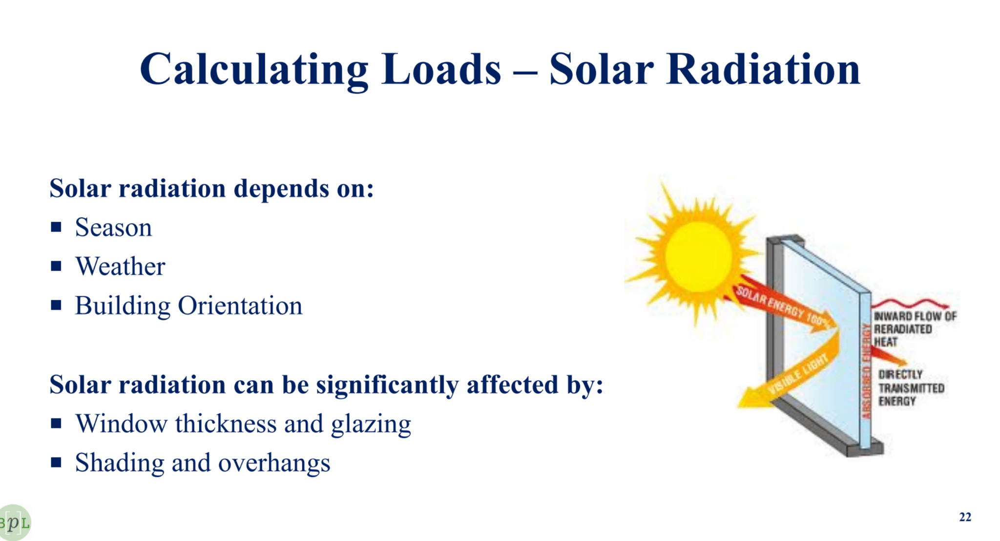 Calculating Loads – Solar Radiation
Solar radiation depends on:
▪ Season
▪ Weather
▪ Building Orientation
Solar radiation can be significantly affected by:
▪ Window thickness and glazing
▪ Shading and overhangs
SOLAR ENERGY 100%
VISIBLE LIGHT
ABSORBED ENERGY
INWARD FLOW OF
RERADIATED
HEAT
DIRECTLY
TRANSMITTED
ENERGY
B[p]L
22